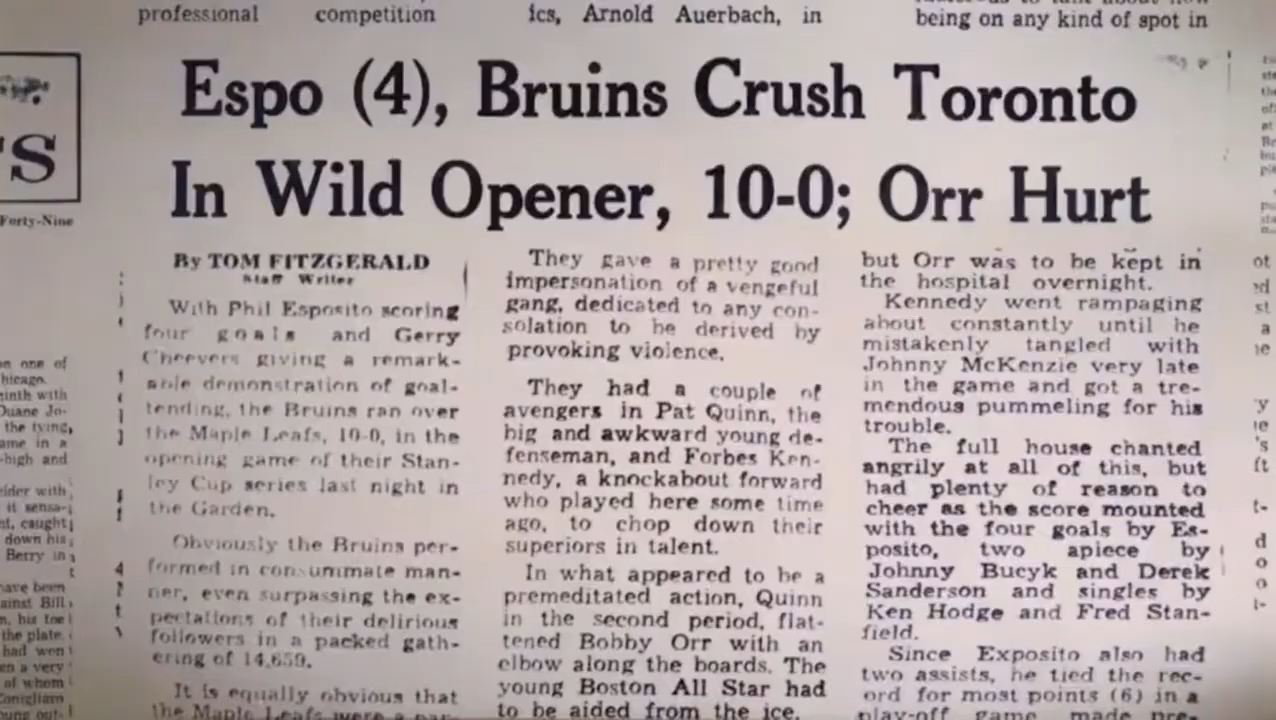 professional competition
ics, Arnold Auerbach, in
being on any kind of spot in
'S
Forty-Nine
Espo (4), Bruins Crush Toronto
In Wild Opener, 10-0; Orr Hurt
By TOM FITZGERALD
Staff Writer
With Phil Esposito scoring
four goals and Gerry
Cheevers giving a remark-
able demonstration of goal-
tending, the Bruins ran over
the Maple Leafs, 10-0, in the
opening game of their Stan-
ley Cup series last night in
the Garden.
Obviously the Bruins per-
formed in consummate man-
ner, even surpassing the ex-
pectations of their delirious
followers in a packed gath-
ering of 14,659.
It is equally obvious that
the Maple Leafs were a
They gave a pretty good
impersonation of a vengeful
gang, dedicated to any con-
solation to be derived by
provoking violence.
They had a couple of
avengers in Pat Quinn, the
big and awkward young de-
fenseman, and Forbes Ken-
nedy, a knockabout forward
who played here some time
ago, to chop down their
superiors in talent.
In what appeared to be a
premeditated action, Quinn
in the second period, flat-
tened Bobby Orr with an
elbow along the boards. The
young Boston All Star had
to be aided from the ice,
but Orr was to be kept in
the hospital overnight.
Kennedy went rampaging
about constantly until he
mistakenly tangled with
Johnny McKenzie very late
in the game and got a tre-
mendous pummeling for his
trouble.
The full house chanted
angrily at all of this, but
had plenty of reason to
cheer as the score mounted
with the four goals by Es-
posito, two apiece by
Johnny Bucyk and Derek
Sanderson and singles by
Ken Hodge and Fred Stan-
field.
Since Exposito also had
two assists, he tied the rec-
ord for most points (6) in a
play-off game made pre-